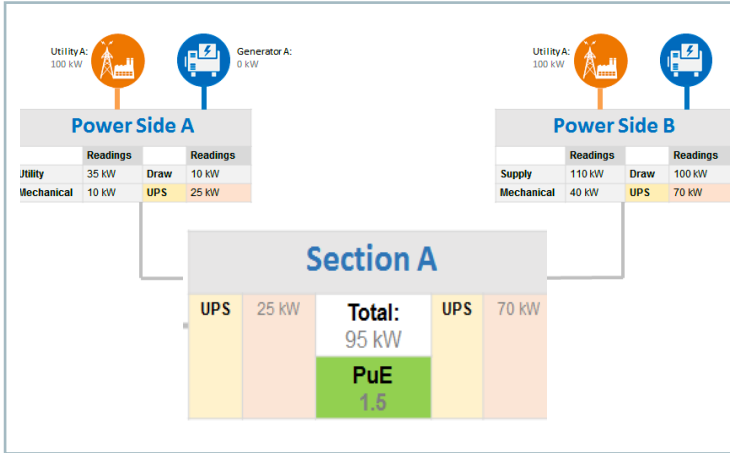 Utility A:
100 kW
Generator A:
0 kW
Utility A:
100 kW
Power Side A
Readings Readings
Utility 35 kW Draw 10 kW
Mechanical 10 kW UPS 25 kW
Power Side B
Readings Readings
Supply 110 kW Draw 100 kW
Mechanical 40 kW UPS 70 kW
Section A
UPS 25 kW Total: UPS 70 kW
95 kW
PuE
1.5